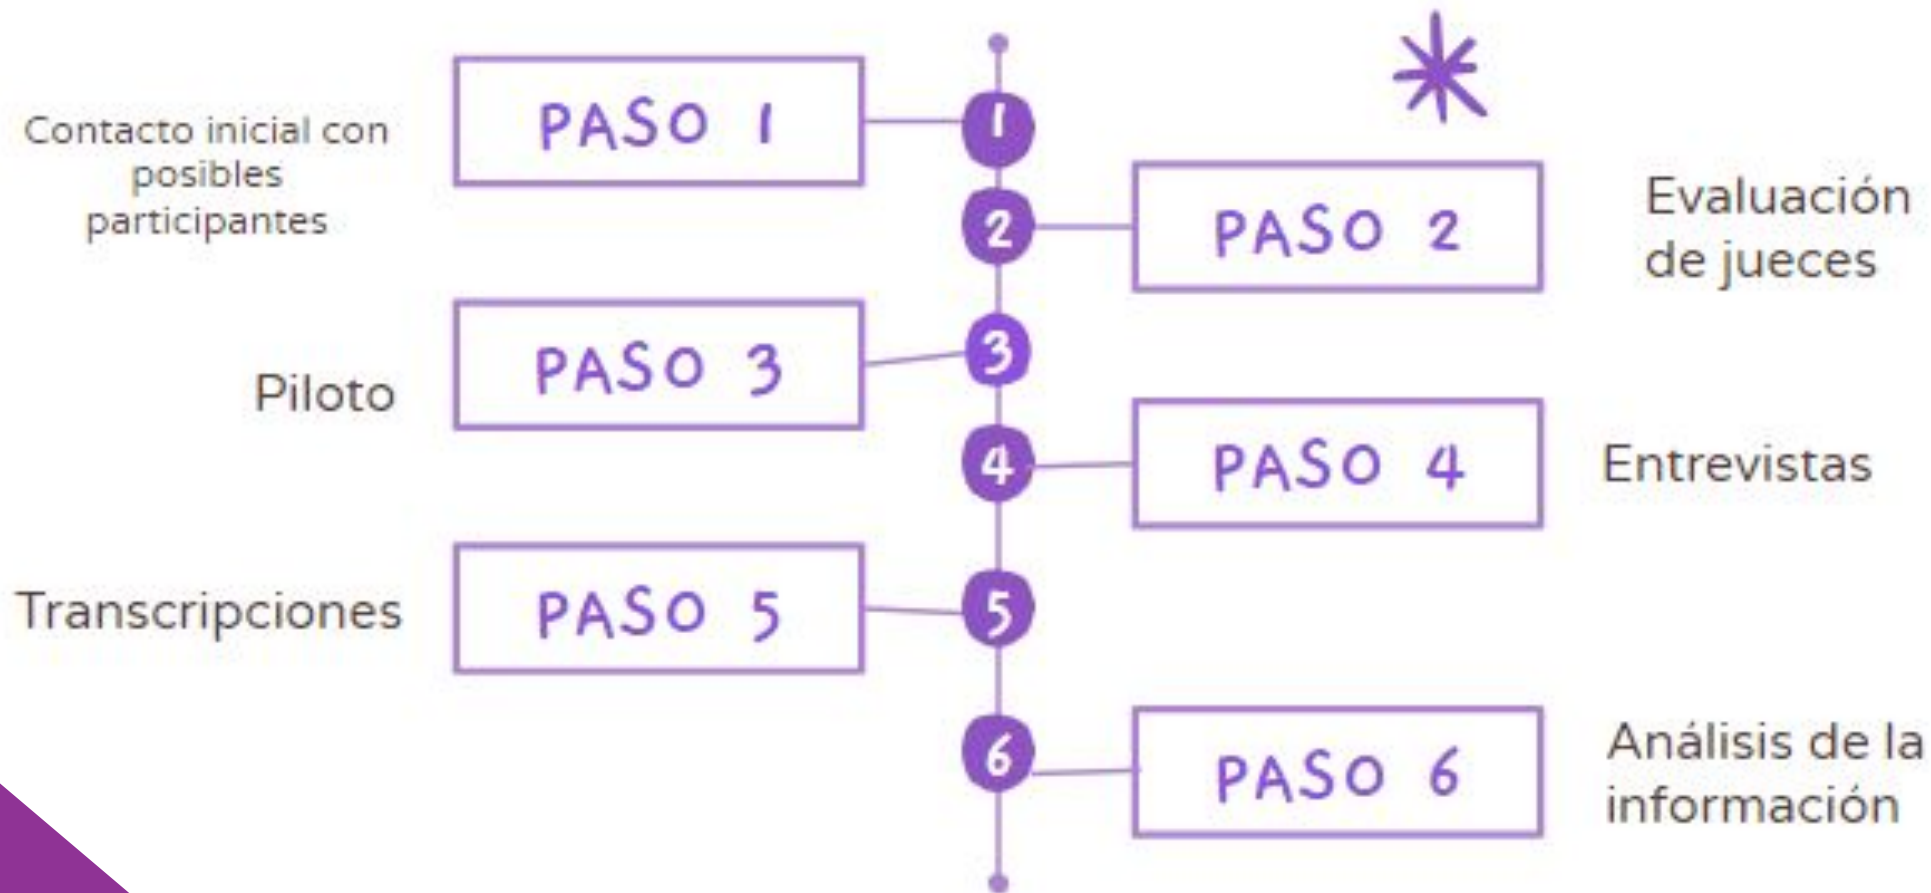 Contacto inicial con
posibles
participantes
PASO 1
1
2
PASO 2
Evaluación
de jueces
Piloto
PASO 3
3
4
PASO 4
Entrevistas
Transcripciones
PASO 5
5
6
PASO 6
Análisis de la
información